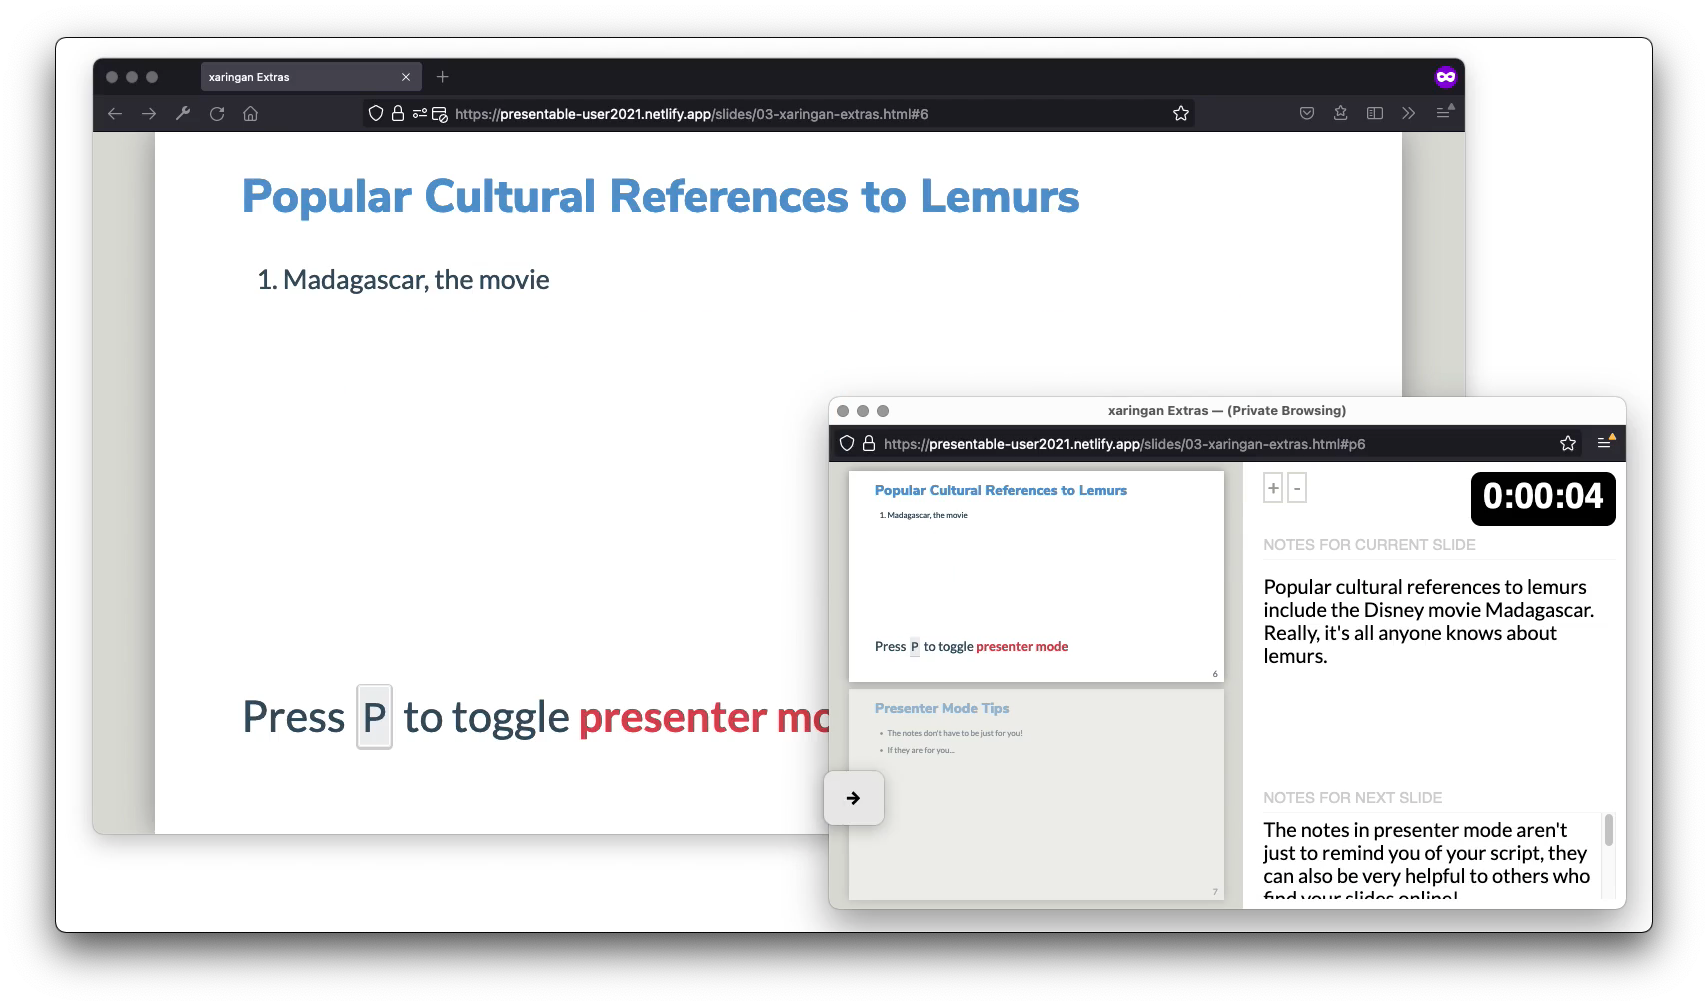 xaringan Extras
https://presentable-user2021.netlify.app/slides/03-xaringan-extras.html#6
Popular Cultural References to Lemurs
1. Madagascar, the movie
Press P to toggle presenter mo
xaringan Extras — (Private Browsing)
https://presentable-user2021.netlify.app/slides/03-xaringan-extras.html#p6
Popular Cultural References to Lemurs
1. Madagascar, the movie
Press P to toggle presenter mode
6
Presenter Mode Tips
• The notes don't have to be just for you!
• If they are for you...
7
+ -
0:00:04
NOTES FOR CURRENT SLIDE
Popular cultural references to lemurs
include the Disney movie Madagascar.
Really, it's all anyone knows about
lemurs.
NOTES FOR NEXT SLIDE
The notes in presenter mode aren't
just to remind you of your script, they
can also be very helpful to others who
find your slides online!